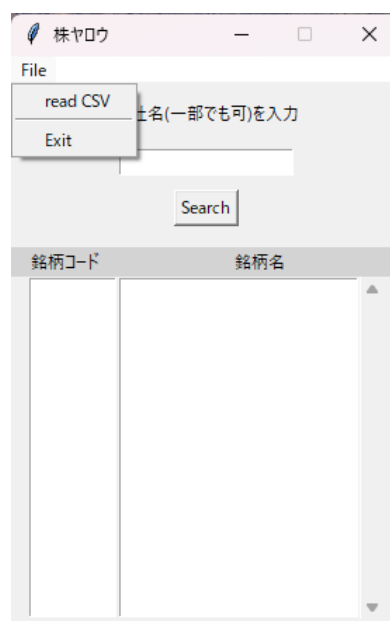 株ヤロウ
File
read CSV
社名(一部でも可)を入力
Exit
Search
銘柄コード 銘柄名